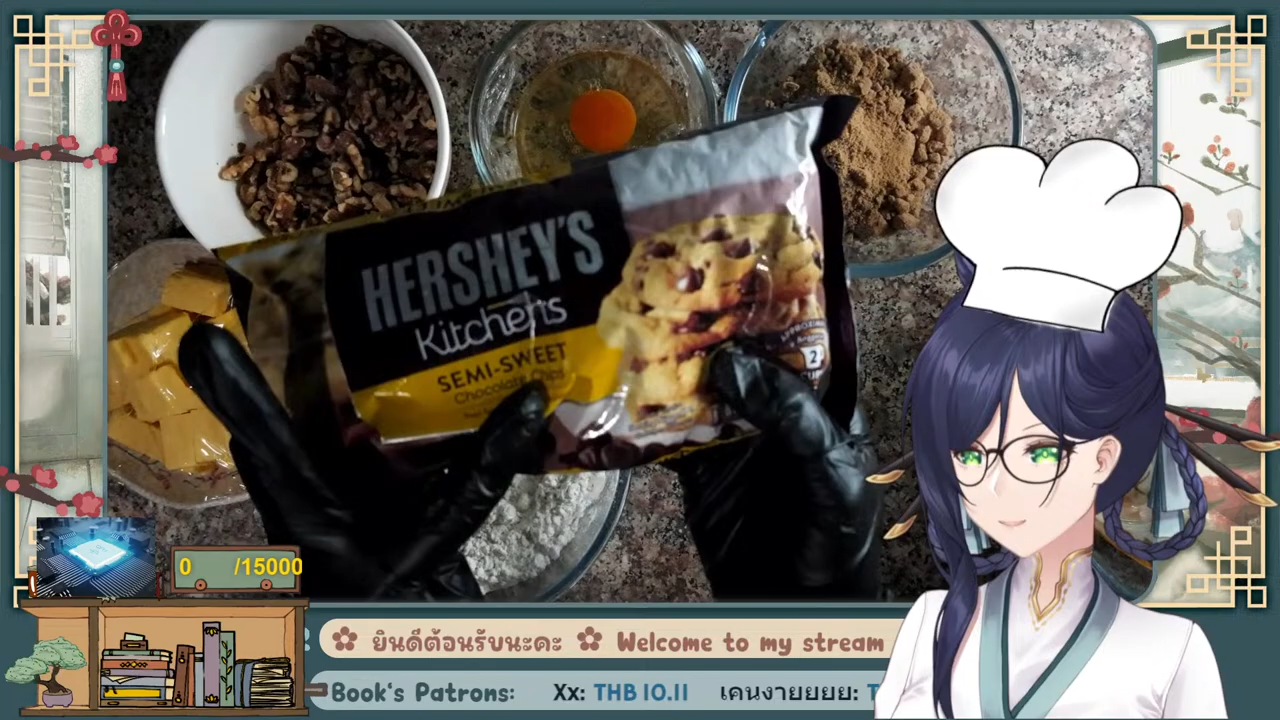 HERSHEY'S
Kitchens
SEMI-SWEET
Chocolate Chips
2
0 /15000
ยินดีต้อนรับนะคะ Welcome to my stream
Book's Patrons: Xx: THB 10.11 เคนงายยยย: T